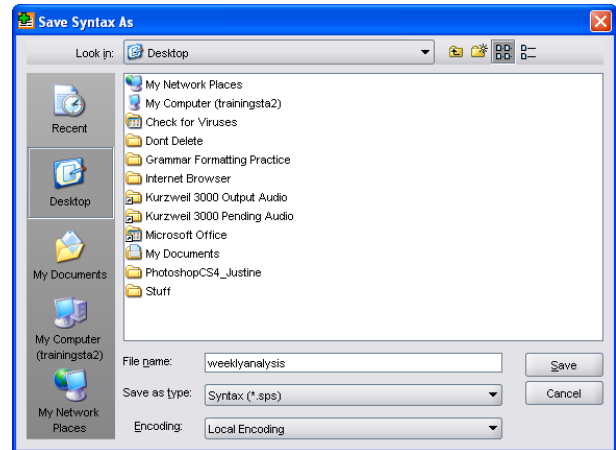 Save Syntax As
Look in:
Desktop
Recent
Desktop
My Documents
My Computer
(trainingsta2)
My Network
Places
My Network Places
My Computer (trainingsta2)
Check for Viruses
Dont Delete
Grammar Formatting Practice
Internet Browser
Kurzweil 3000 Output Audio
Kurzweil 3000 Pending Audio
Microsoft Office
My Documents
PhotoshopCS4_Justine
Stuff
File name:
weeklyanalysis
Save
Save as type:
Syntax (*.sps)
Cancel
Encoding:
Local Encoding